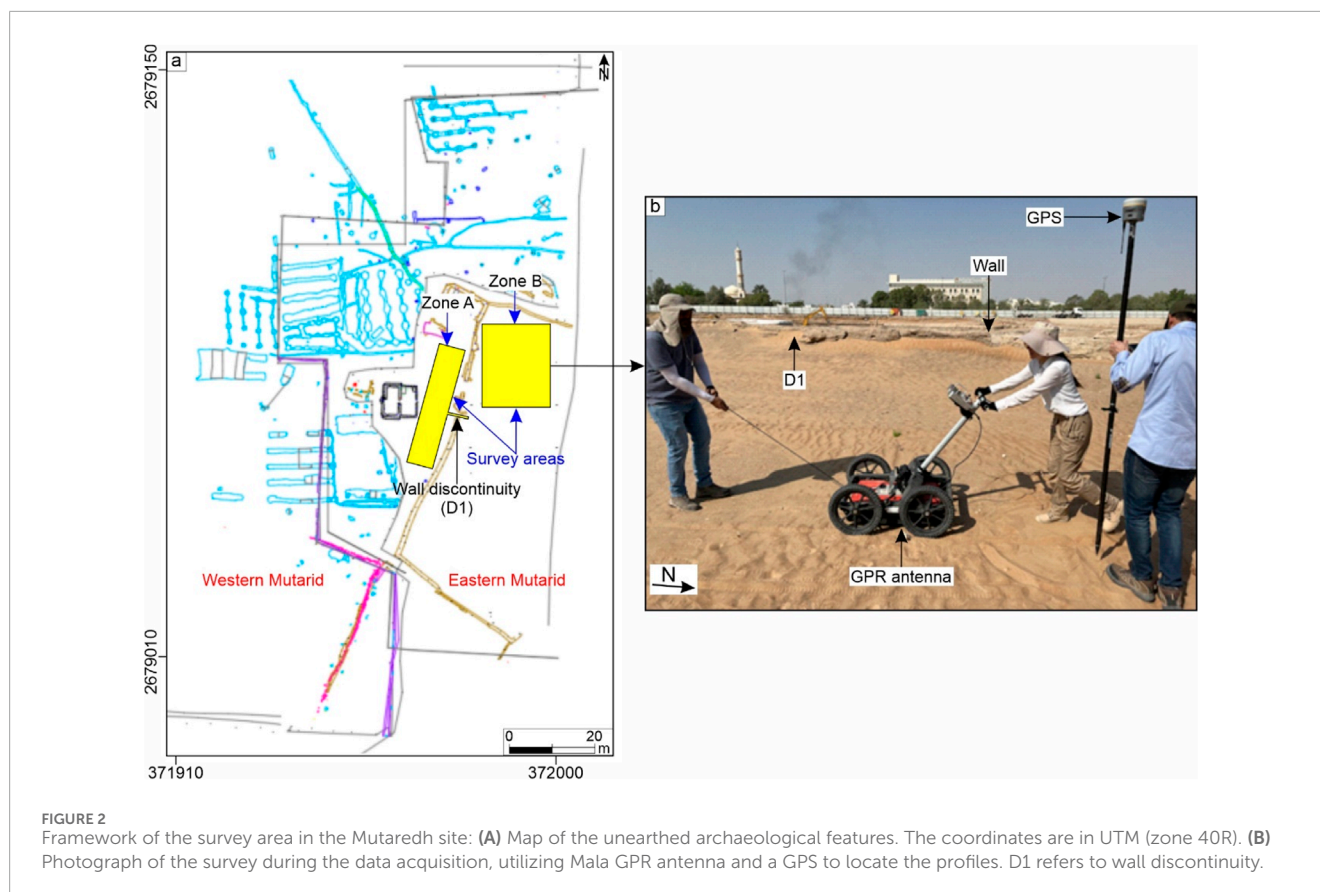 a
N
2679150
Zone B
Zone A
Survey areas
Wall discontinuity
(D1)
Western Mutarid
Eastern Mutarid
2679010
0 20
m
371910
372000
b
GPS
Wall
D1
GPR antenna
N
FIGURE 2
Framework of the survey area in the Mutaredh site: (A) Map of the unearthed archaeological features. The coordinates are in UTM (zone 40R). (B)
Photograph of the survey during the data acquisition, utilizing Mala GPR antenna and a GPS to locate the profiles. D1 refers to wall discontinuity.